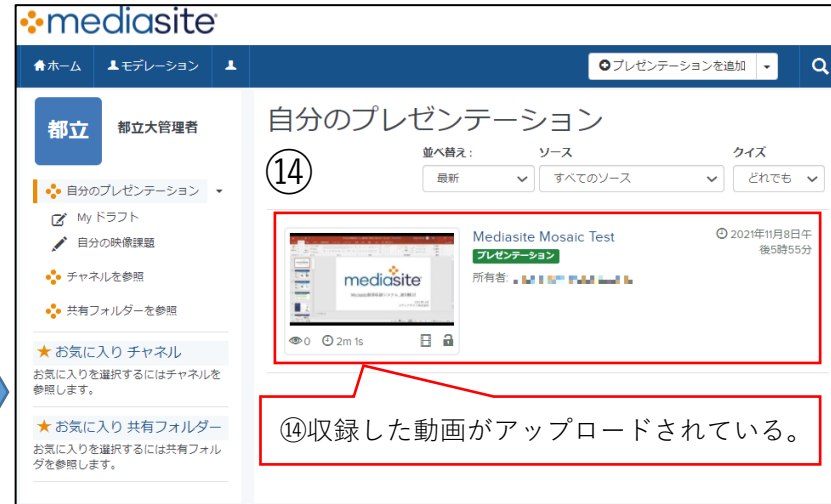 mediasite
ホーム モデレーション
プレゼンテーションを追加
都立 都立大管理者
自分のプレゼンテーション
My ドラフト
自分の映像課題
チャネルを参照
共有フォルダーを参照
お気に入り チャネル
お気に入りを選択するにはチャネルを
参照します。
お気に入り 共有フォルダー
お気に入りを選択するには共有フォル
ダを参照します。
自分のプレゼンテーション
⑭
並べ替え: ソース クイズ
最新 すべてのソース どれでも
mediasite
Mediasite Mosaic Test
プレゼンテーション
所有者:
2021年11月8日午
後5時55分
0 2m 1s
⑭収録した動画がアップロードされている。